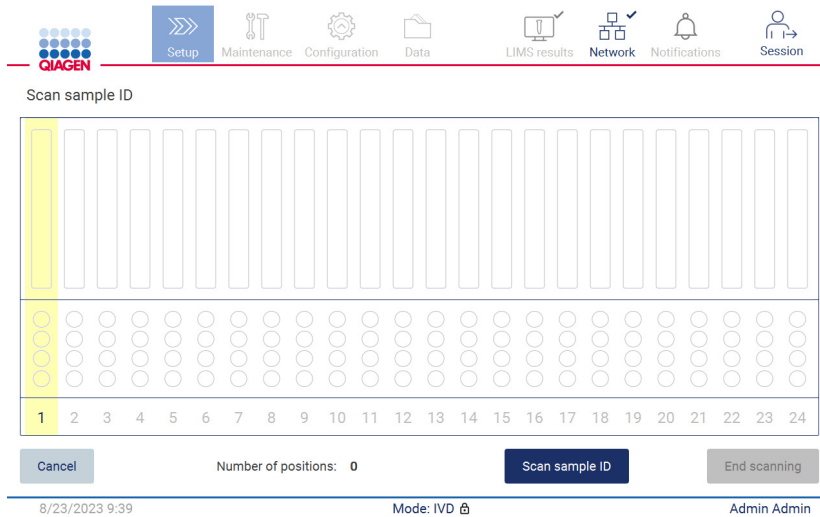 QIAGEN
Setup
Maintenance
Configuration
Data
LIMS results
Network
Notifications
Session
Scan sample ID
1 2 3 4 5 6 7 8 9 10 11 12 13 14 15 16 17 18 19 20 21 22 23 24
Cancel
Number of positions: 0
Scan sample ID
End scanning
8/23/2023 9:39
Mode: IVD
Admin Admin